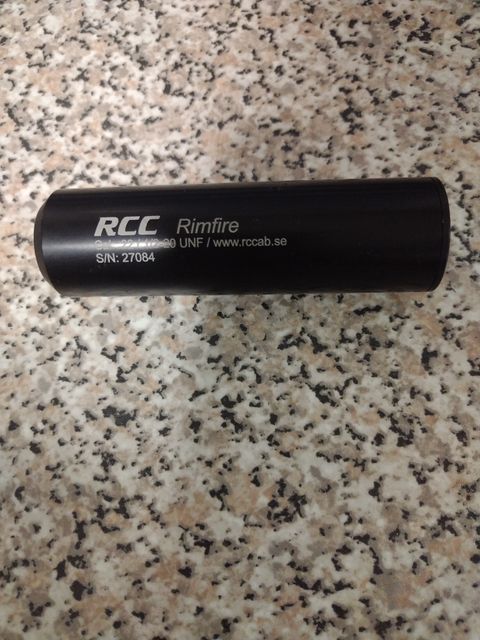 RCC Rimfire
UNF / www.rccab.se
S/N: 27084